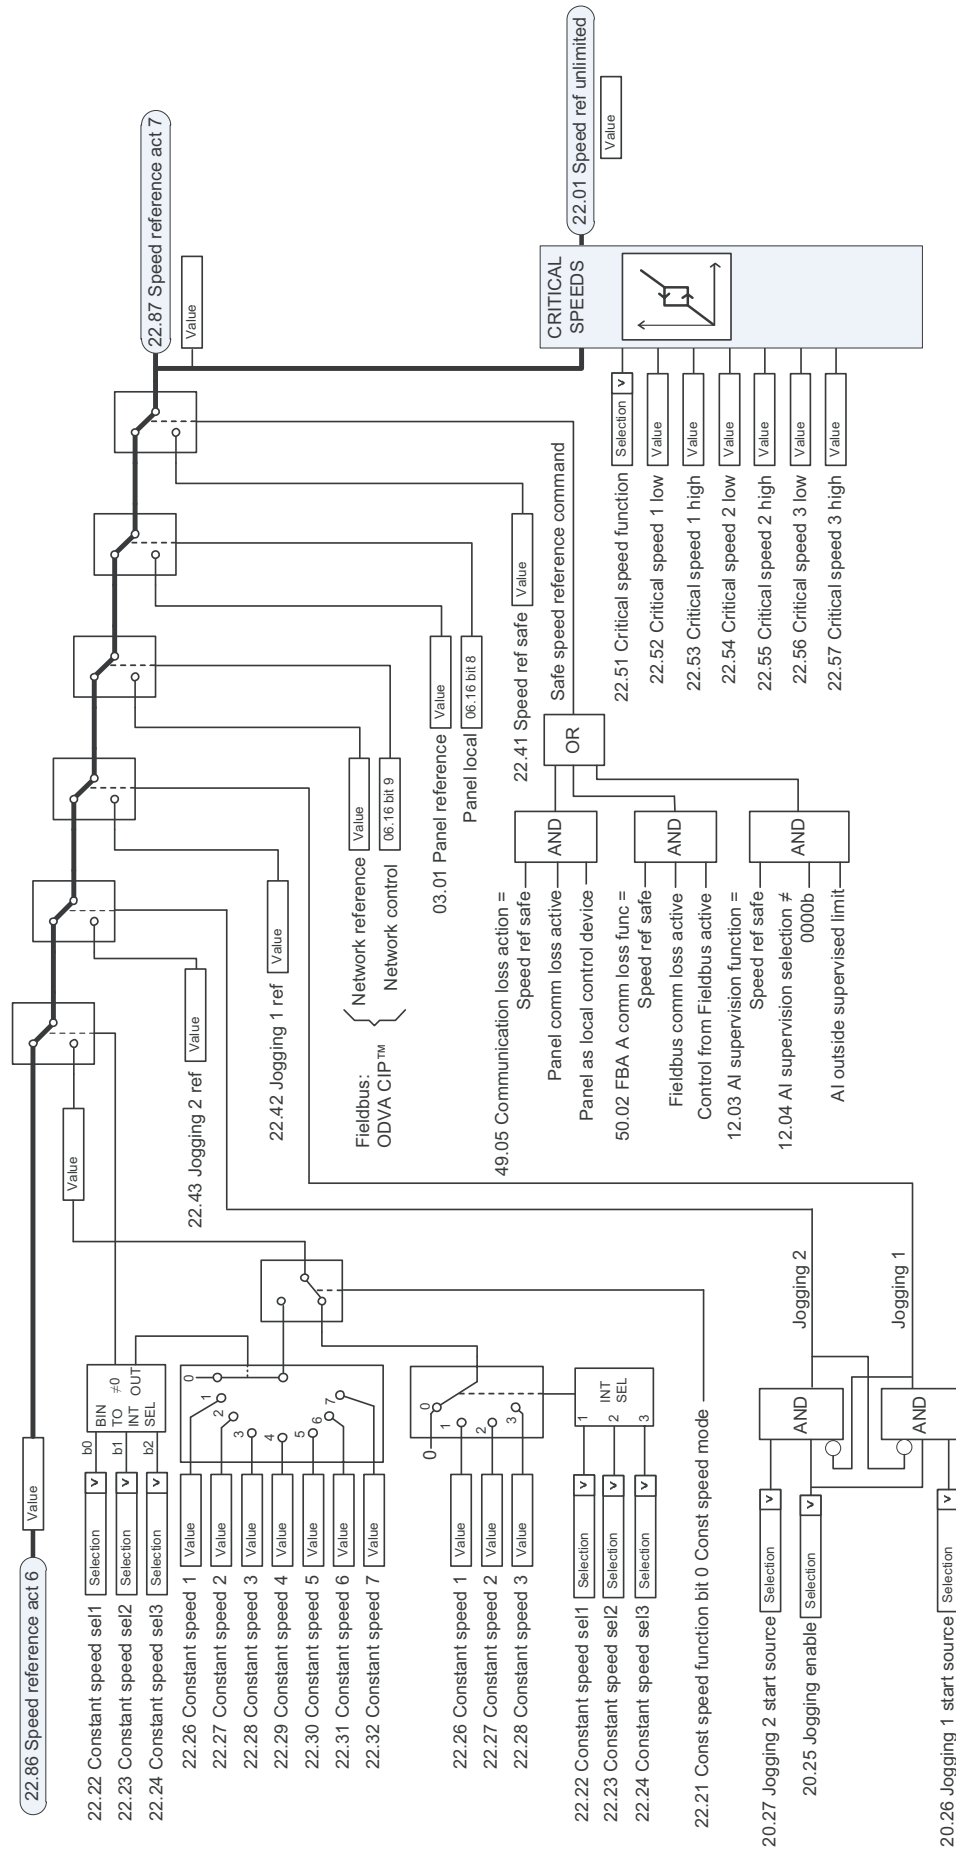 22.86 Speed reference act 6
Value
22.87 Speed reference act 7
Value
22.22 Constant speed sel1
Selection
v
b0
22.23 Constant speed sel2
Selection
v
b1
22.24 Constant speed sel3
Selection
v
b2
BIN
TO
INT
SEL
≠0
OUT
Value
22.26 Constant speed 1
Value
22.27 Constant speed 2
Value
22.28 Constant speed 3
Value
22.29 Constant speed 4
Value
22.30 Constant speed 5
Value
22.31 Constant speed 6
Value
22.32 Constant speed 7
Value
0
1
2
3
4
5
6
7
22.26 Constant speed 1
Value
22.27 Constant speed 2
Value
22.28 Constant speed 3
Value
0
0
1
2
3
22.22 Constant speed sel1
Selection
v
22.23 Constant speed sel2
Selection
v
22.24 Constant speed sel3
Selection
v
1
2
3
INT
SEL
22.21 Const speed function bit 0 Const speed mode
20.27 Jogging 2 start source
Selection
v
20.25 Jogging enable
Selection
v
20.26 Jogging 1 start source
Selection
v
AND
AND
Jogging 2
Jogging 1
22.43 Jogging 2 ref
Value
22.42 Jogging 1 ref
Value
Fieldbus:
ODVA CIP™
Network reference
Value
Network control
06.16 bit 9
03.01 Panel reference
Value
Panel local
06.16 bit 8
22.41 Speed ref safe
Value
49.05 Communication loss action =
Speed ref safe
Panel comm loss active
Panel as local control device
AND
50.02 FBA A comm loss func =
Speed ref safe
Fieldbus comm loss active
Control from Fieldbus active
AND
12.03 AI supervision function =
Speed ref safe
12.04 AI supervision selection ≠
0000b
AI outside supervised limit
AND
OR
Safe speed reference command
22.51 Critical speed function
Selection
v
22.52 Critical speed 1 low
Value
22.53 Critical speed 1 high
Value
22.54 Critical speed 2 low
Value
22.55 Critical speed 2 high
Value
22.56 Critical speed 3 low
Value
22.57 Critical speed 3 high
Value
CRITICAL
SPEEDS
22.01 Speed ref unlimited
Value